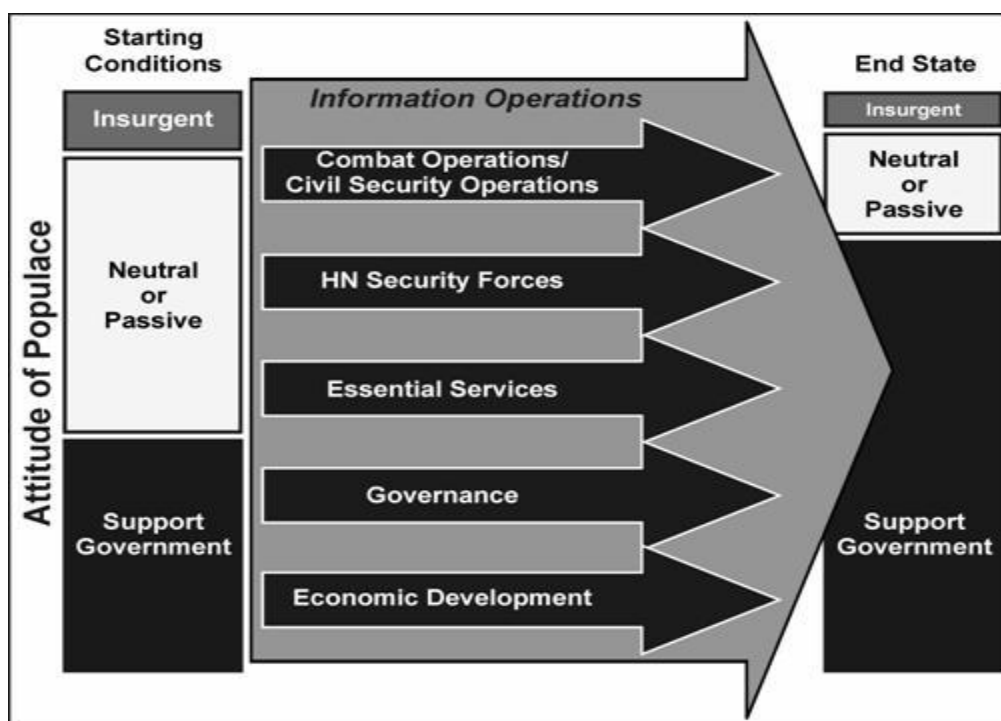 Starting
Conditions
End State
Information Operations
Attitude of Populace
Insurgent
Neutral
or
Passive
Support
Government
Combat Operations/
Civil Security Operations
HN Security Forces
Essential Services
Governance
Economic Development
Insurgent
Neutral
or
Passive
Support
Government